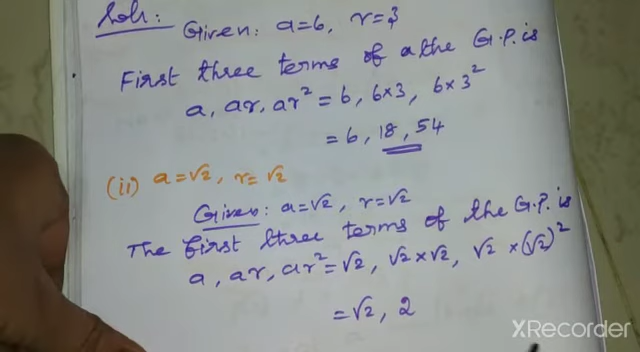 Soln:
Given: a=6, r=3
First three terms of a the G.P. is
a, ar, ar² = 6, 6×3, 6×3²
= 6, 18, 54
(ii) a=√2, r=√2
Given: a=√2, r=√2
The first three terms of the G.P. is
a, ar, ar² = √2, √2×√2, √2 ×(√2)²
= √2, 2
XRecorder